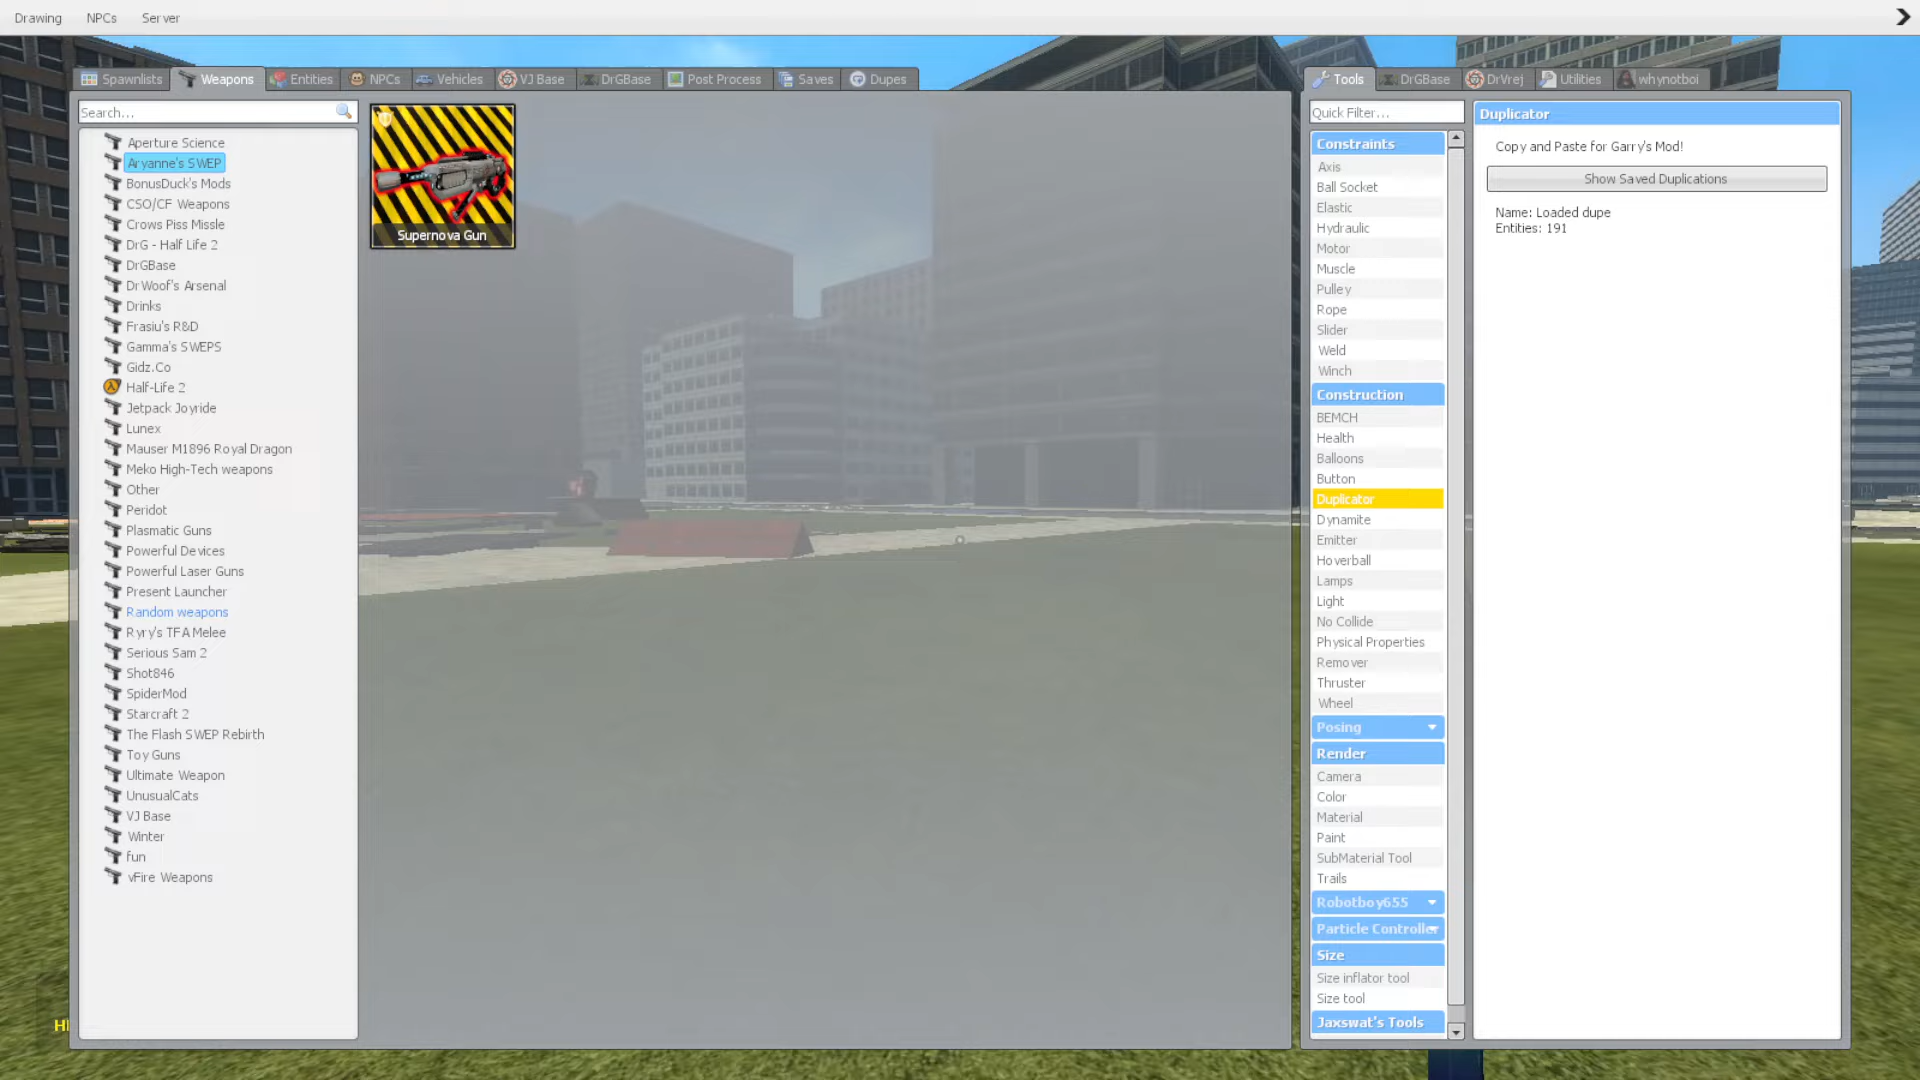 Drawing NPCs Server
Spawnlists Weapons Entities NPCs Vehicles VJ Base DrGBase Post Process Saves Dupes
Search...
Aperture Science
Aryanne's SWEP
BonusDuck's Mods
CSO/CF Weapons
Crows Piss Missle
DrG - Half Life 2
DrGBase
DrWoof's Arsenal
Drinks
Frasiu's R&D
Gamma's SWEPS
Gidz.Co
Half-Life 2
Jetpack Joyride
Lunex
Mauser M1896 Royal Dragon
Meko High-Tech weapons
Other
Peridot
Plasmatic Guns
Powerful Devices
Powerful Laser Guns
Present Launcher
Random weapons
Ryry's TFA Melee
Serious Sam 2
Shot846
SpiderMod
Starcraft 2
The Flash SWEP Rebirth
Toy Guns
Ultimate Weapon
UnusualCats
VJ Base
Winter
fun
vFire Weapons
Supernova Gun
Tools DrGBase DrVrej Utilities whynotboi
Quick Filter...
Constraints
Axis
Ball Socket
Elastic
Hydraulic
Motor
Muscle
Pulley
Rope
Slider
Weld
Winch
Construction
BEMCH
Health
Balloons
Button
Duplicator
Dynamite
Emitter
Hoverball
Lamps
Light
No Collide
Physical Properties
Remover
Thruster
Wheel
Posing
Render
Camera
Color
Material
Paint
SubMaterial Tool
Trails
Robotboy655
Particle Controller
Size
Size inflator tool
Size tool
Jaxswat's Tools
Duplicator
Copy and Paste for Garry's Mod!
Show Saved Duplications
Name: Loaded dupe
Entities: 191